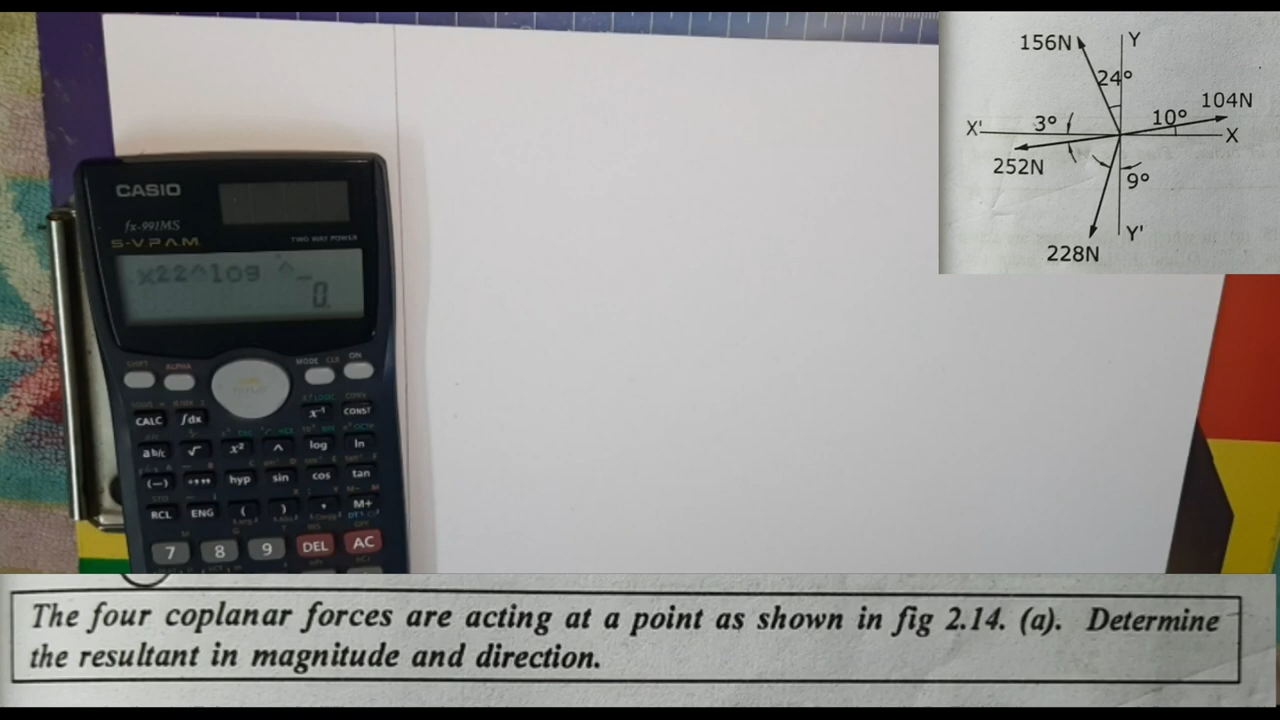 156N
Y
24°
104N
10°
X'
3°
X
252N
9°
228N
Y'
CASIO
fx-991MS
S-V.P.A.M.
TWO WAY POWER
x22^log ^_
0.
SHIFT
ALPHA
MODE CLR
ON
CALC
∫dx
x⁻¹
CONST
CONV
a b/c
√
x²
^
log
ln
(−)
°'"
hyp
sin
cos
tan
RCL
ENG
(
)
,
M+
7
8
9
DEL
AC
The four coplanar forces are acting at a point as shown in fig 2.14. (a). Determine
the resultant in magnitude and direction.